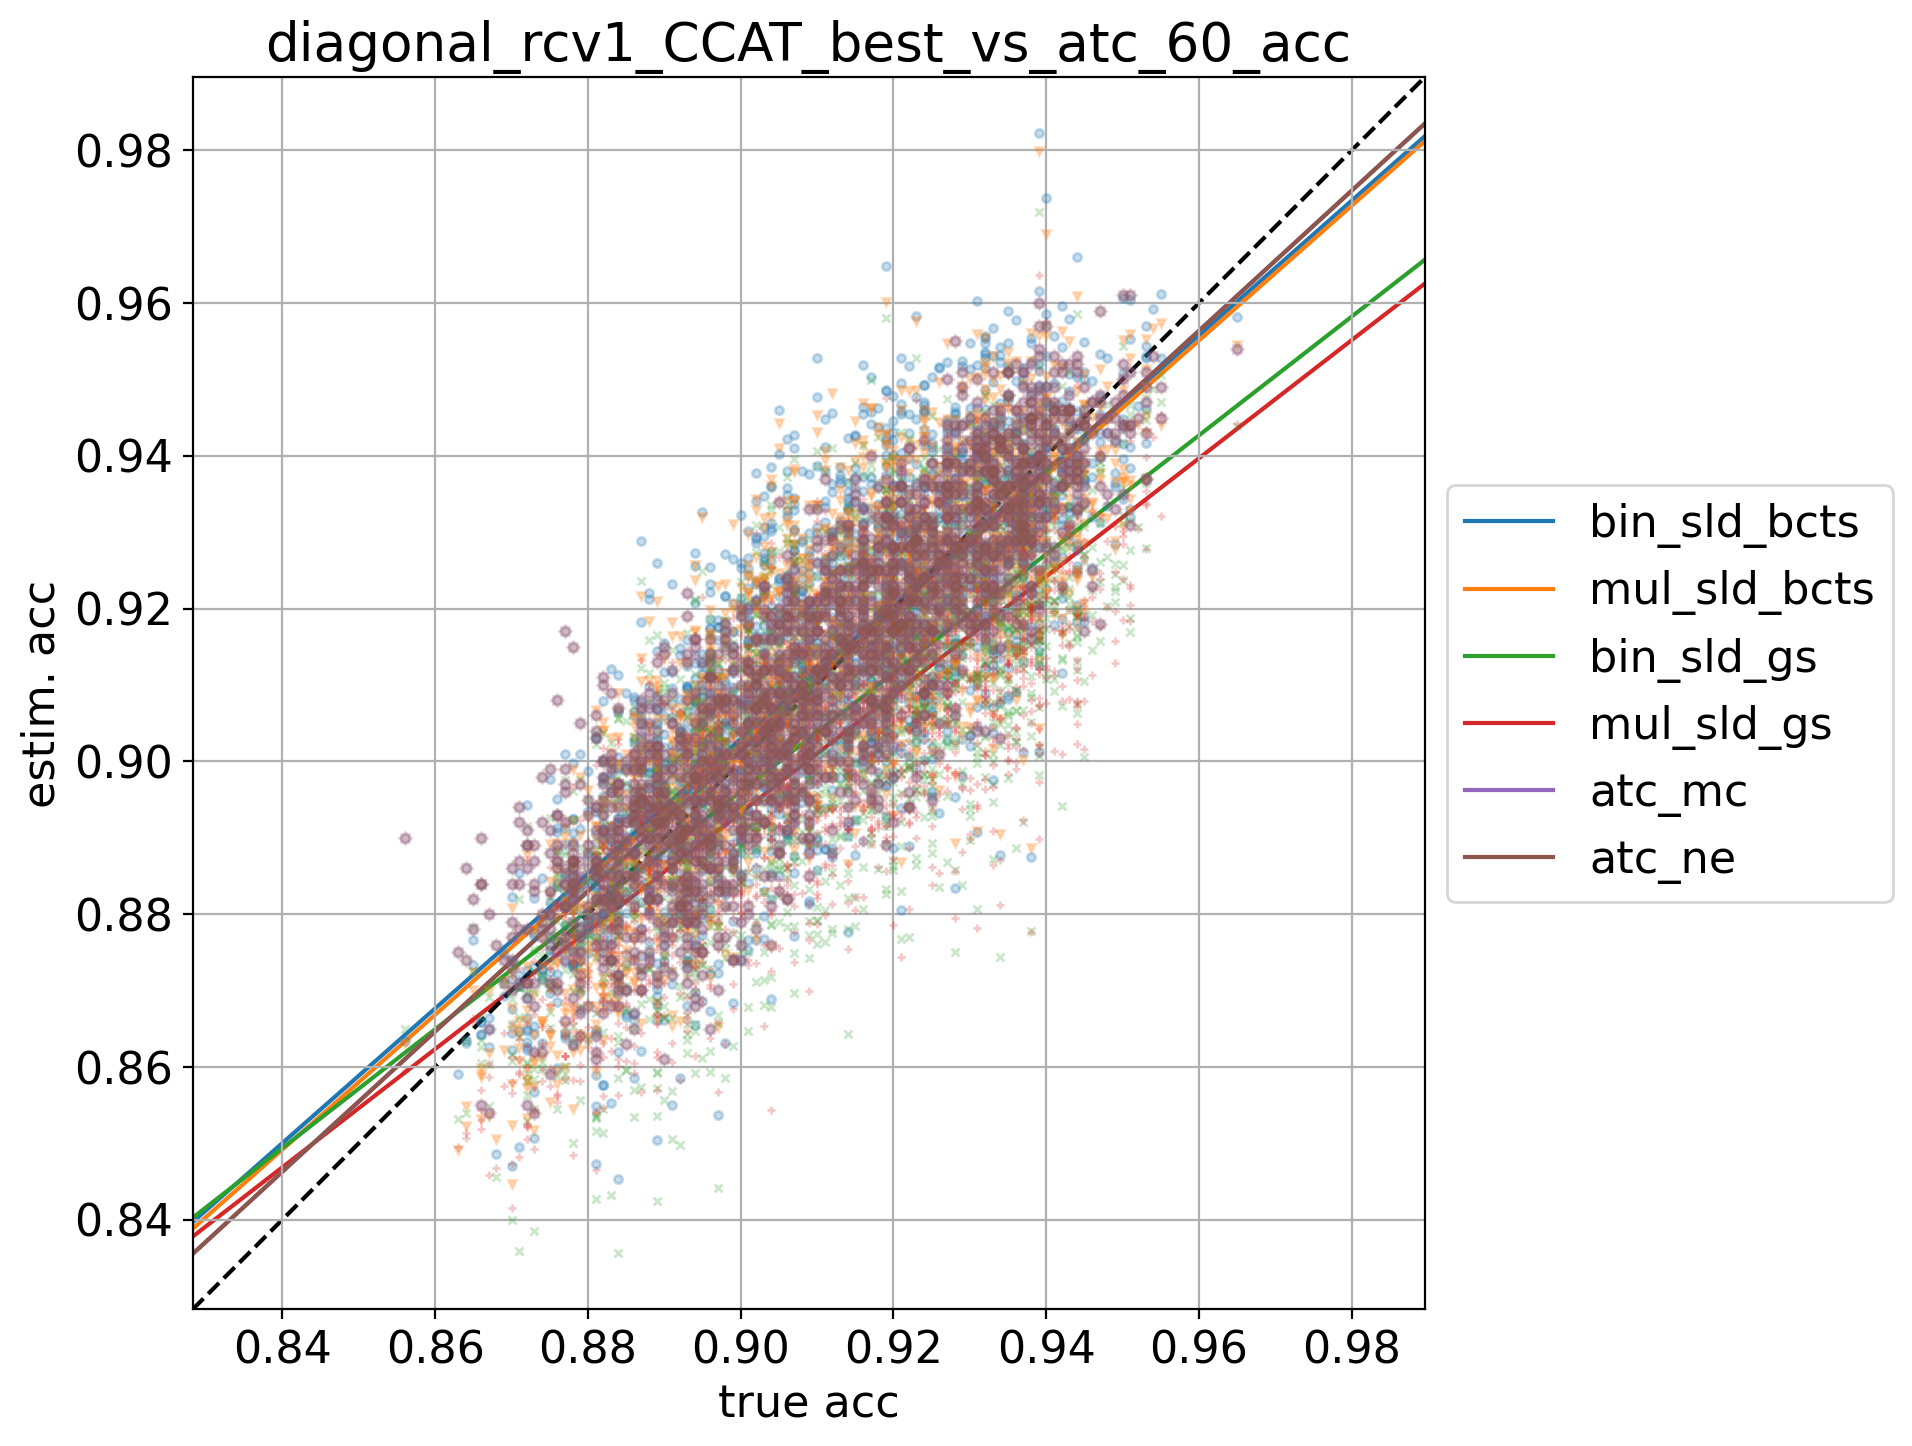 diagonal_rcv1_CCAT_best_vs_atc_60_acc
0.98
0.96
0.94
0.92
0.90
0.88
0.86
0.84
estim. acc
0.84 0.86 0.88 0.90 0.92 0.94 0.96 0.98
true acc
bin_sld_bcts
mul_sld_bcts
bin_sld_gs
mul_sld_gs
atc_mc
atc_ne